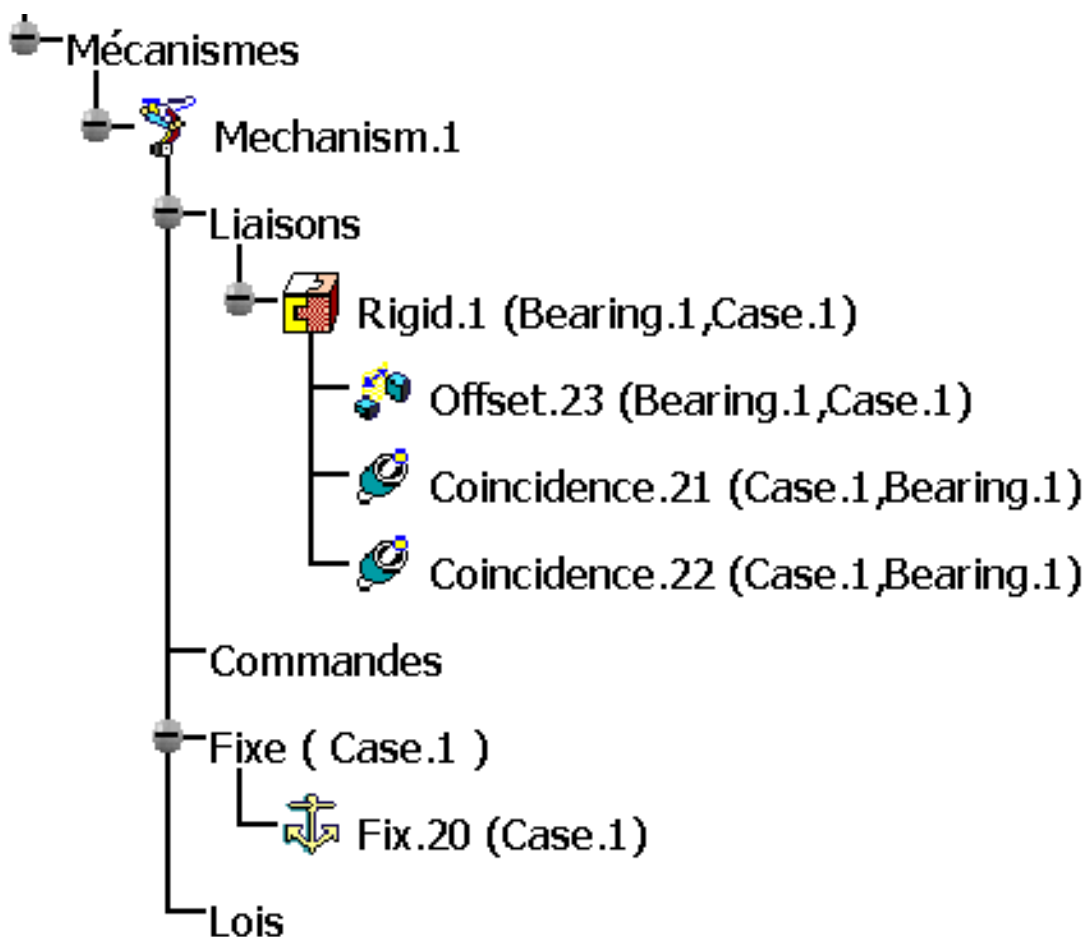 Mécanismes
Mechanism.1
Liaisons
Rigid.1 (Bearing.1,Case.1)
Offset.23 (Bearing.1,Case.1)
Coincidence.21 (Case.1,Bearing.1)
Coincidence.22 (Case.1,Bearing.1)
Commandes
Fixe ( Case.1 )
Fix.20 (Case.1)
Lois